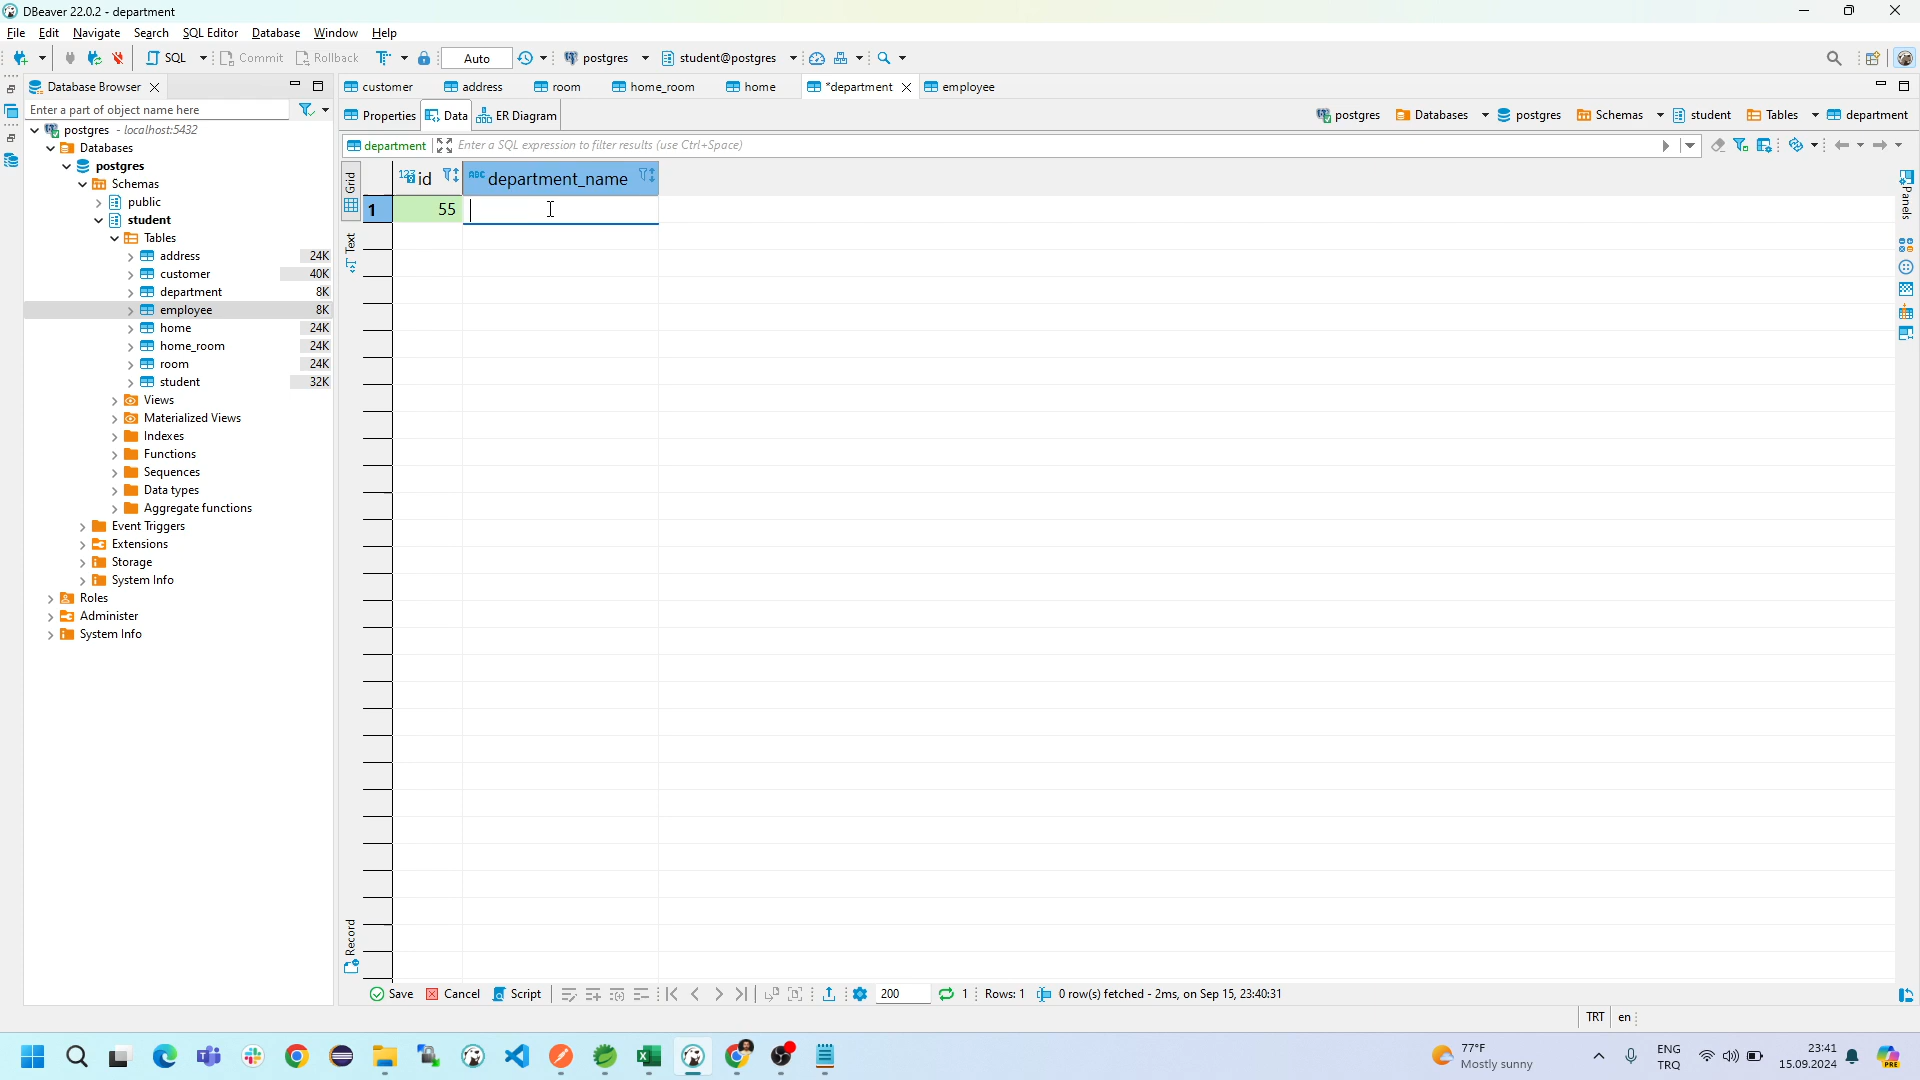 DBeaver 22.0.2 - department
File Edit Navigate Search SQL Editor Database Window Help
SQL Commit Rollback Auto postgres student@postgres
Database Browser
customer address room home_room home *department employee
Enter a part of object name here
Properties Data ER Diagram
postgres Databases postgres Schemas student Tables department
department Enter a SQL expression to filter results (use Ctrl+Space)
postgres - localhost:5432
Databases
postgres
Schemas
public
student
Tables
address 24K
customer 40K
department 8K
employee 8K
home 24K
home_room 24K
room 24K
student 32K
Views
Materialized Views
Indexes
Functions
Sequences
Data types
Aggregate functions
Event Triggers
Extensions
Storage
System Info
Roles
Administer
System Info
Grid
Text
Record
123 id ABC department_name
1 55
Panels
Save Cancel Script 200 1 Rows: 1 0 row(s) fetched - 2ms, on Sep 15, 23:40:31
TRT en
77°F
Mostly sunny
ENG
TRQ
23:41
15.09.2024
PRE